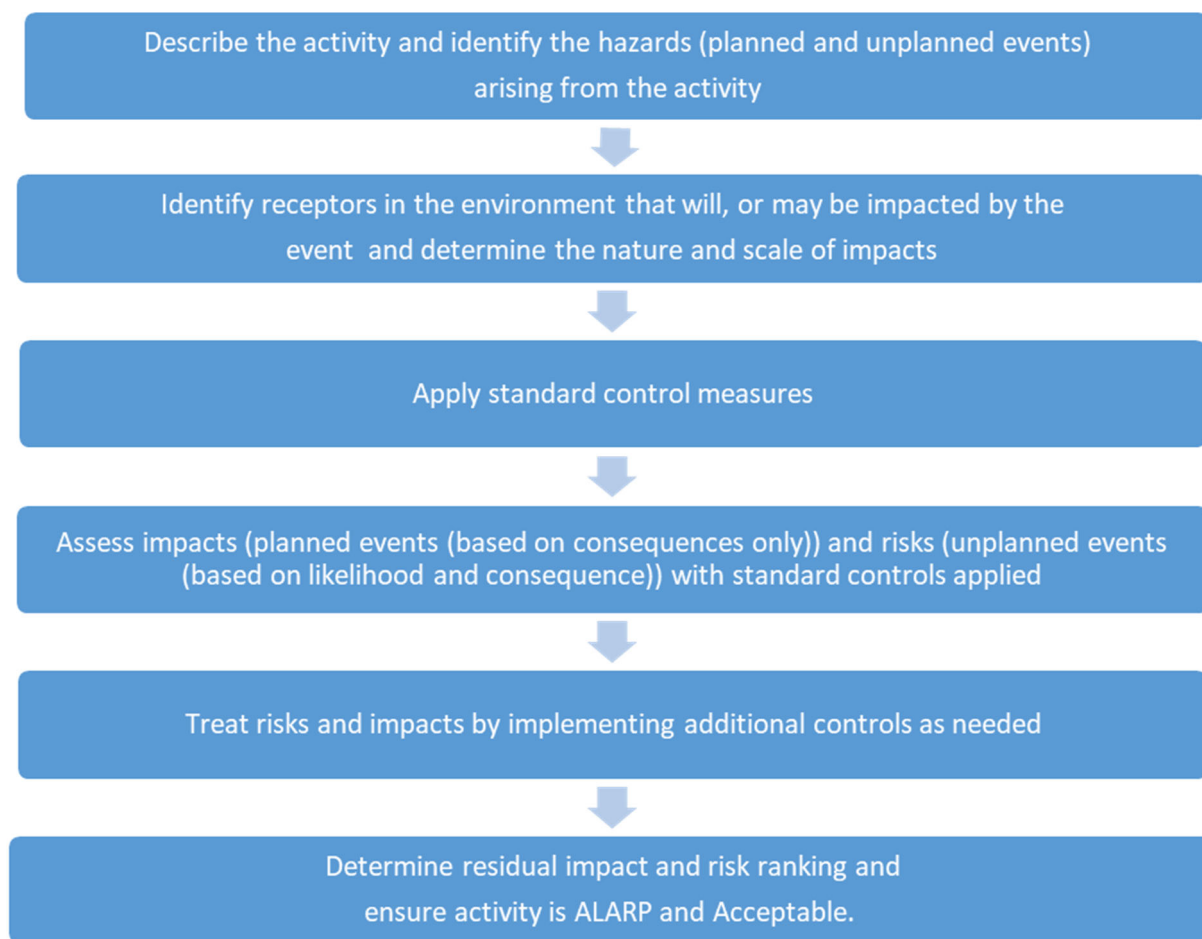 Describe the activity and identify the hazards (planned and unplanned events)
arising from the activity
Identify receptors in the environment that will, or may be impacted by the
event and determine the nature and scale of impacts
Apply standard control measures
Assess impacts (planned events (based on consequences only)) and risks (unplanned events
(based on likelihood and consequence)) with standard controls applied
Treat risks and impacts by implementing additional controls as needed
Determine residual impact and risk ranking and
ensure activity is ALARP and Acceptable.